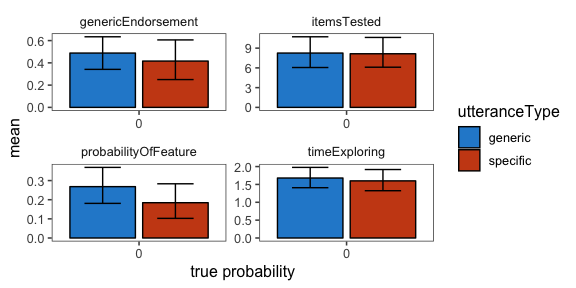 genericEndorsement
itemsTested
0.6
0.4
0.2
0.0
9
6
3
0
0
0
probabilityOfFeature
timeExploring
0.3
0.2
0.1
0.0
2.0
1.5
1.0
0.5
0.0
0
0
mean
true probability
utteranceType
generic
specific